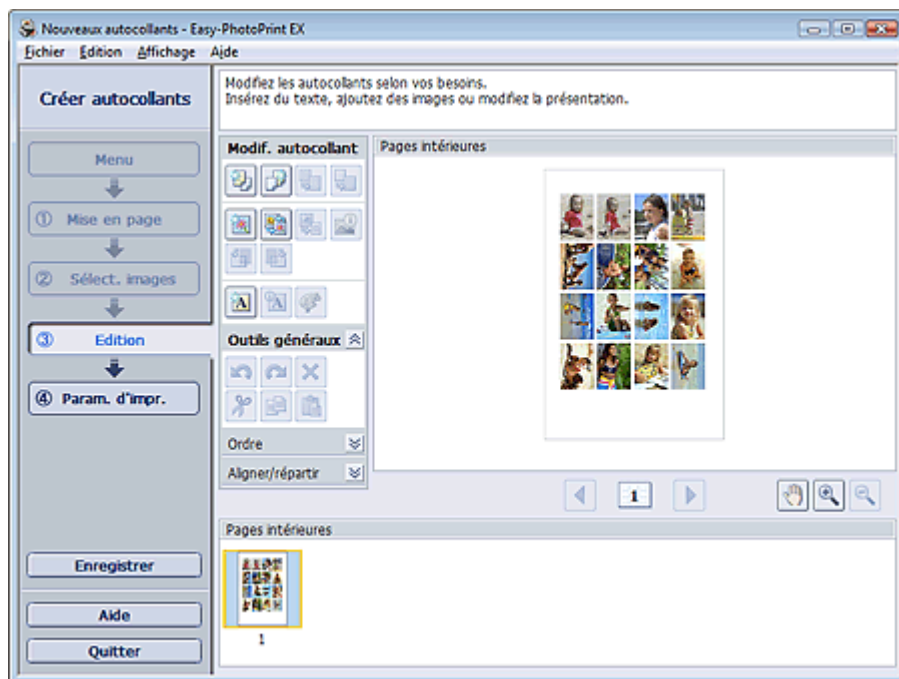 Nouveaux autocollants - Easy-PhotoPrint EX
Fichier Edition Affichage Aide
Créer autocollants
Modifiez les autocollants selon vos besoins.
Insérez du texte, ajoutez des images ou modifiez la présentation.
Menu
① Mise en page
② Sélect. images
③ Edition
④ Param. d'impr.
Enregistrer
Aide
Quitter
Modif. autocollant
Outils généraux
Ordre
Aligner/répartir
Pages intérieures
1
Pages intérieures
1